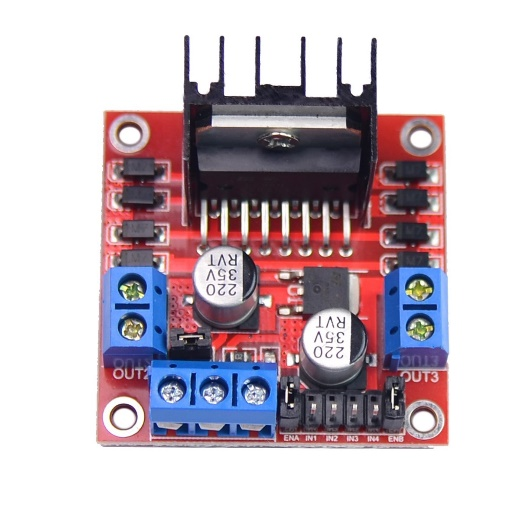 220
35V
RVT
220
35V
RVT
OUT2
OUT3
ENA IN1 IN2 IN3 IN4 ENB